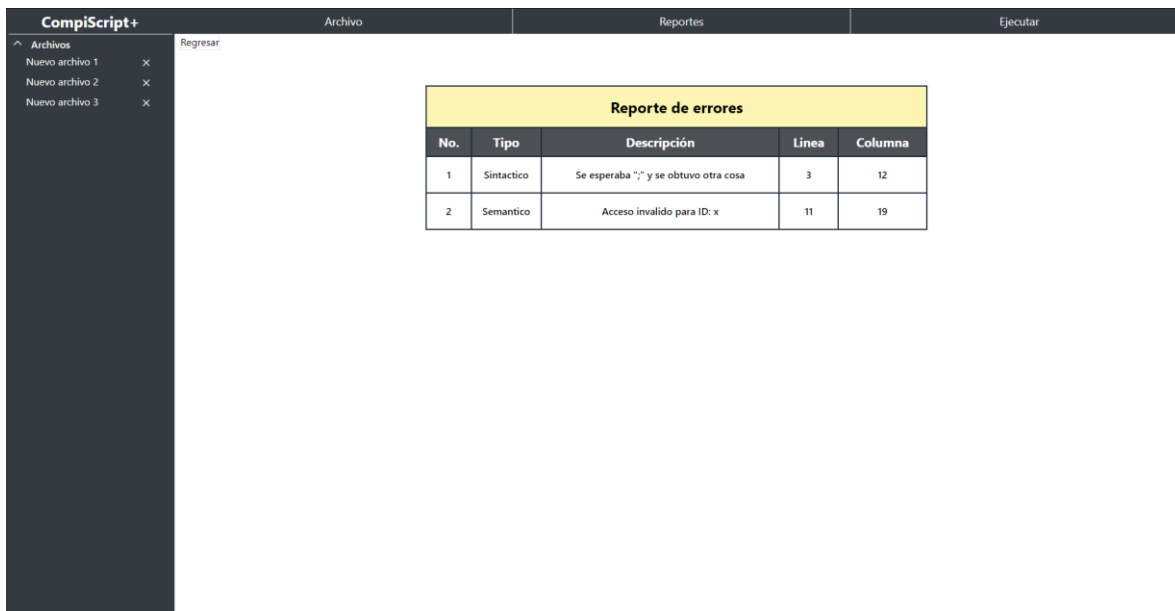 CompiScript+ Archivo Reportes Ejecutar
Archivos
Nuevo archivo 1
Nuevo archivo 2
Nuevo archivo 3
Regresar
Reporte de errores
No. Tipo Descripción Linea Columna
1 Sintactico Se esperaba ";" y se obtuvo otra cosa 3 12
2 Semantico Acceso invalido para ID: x 11 19